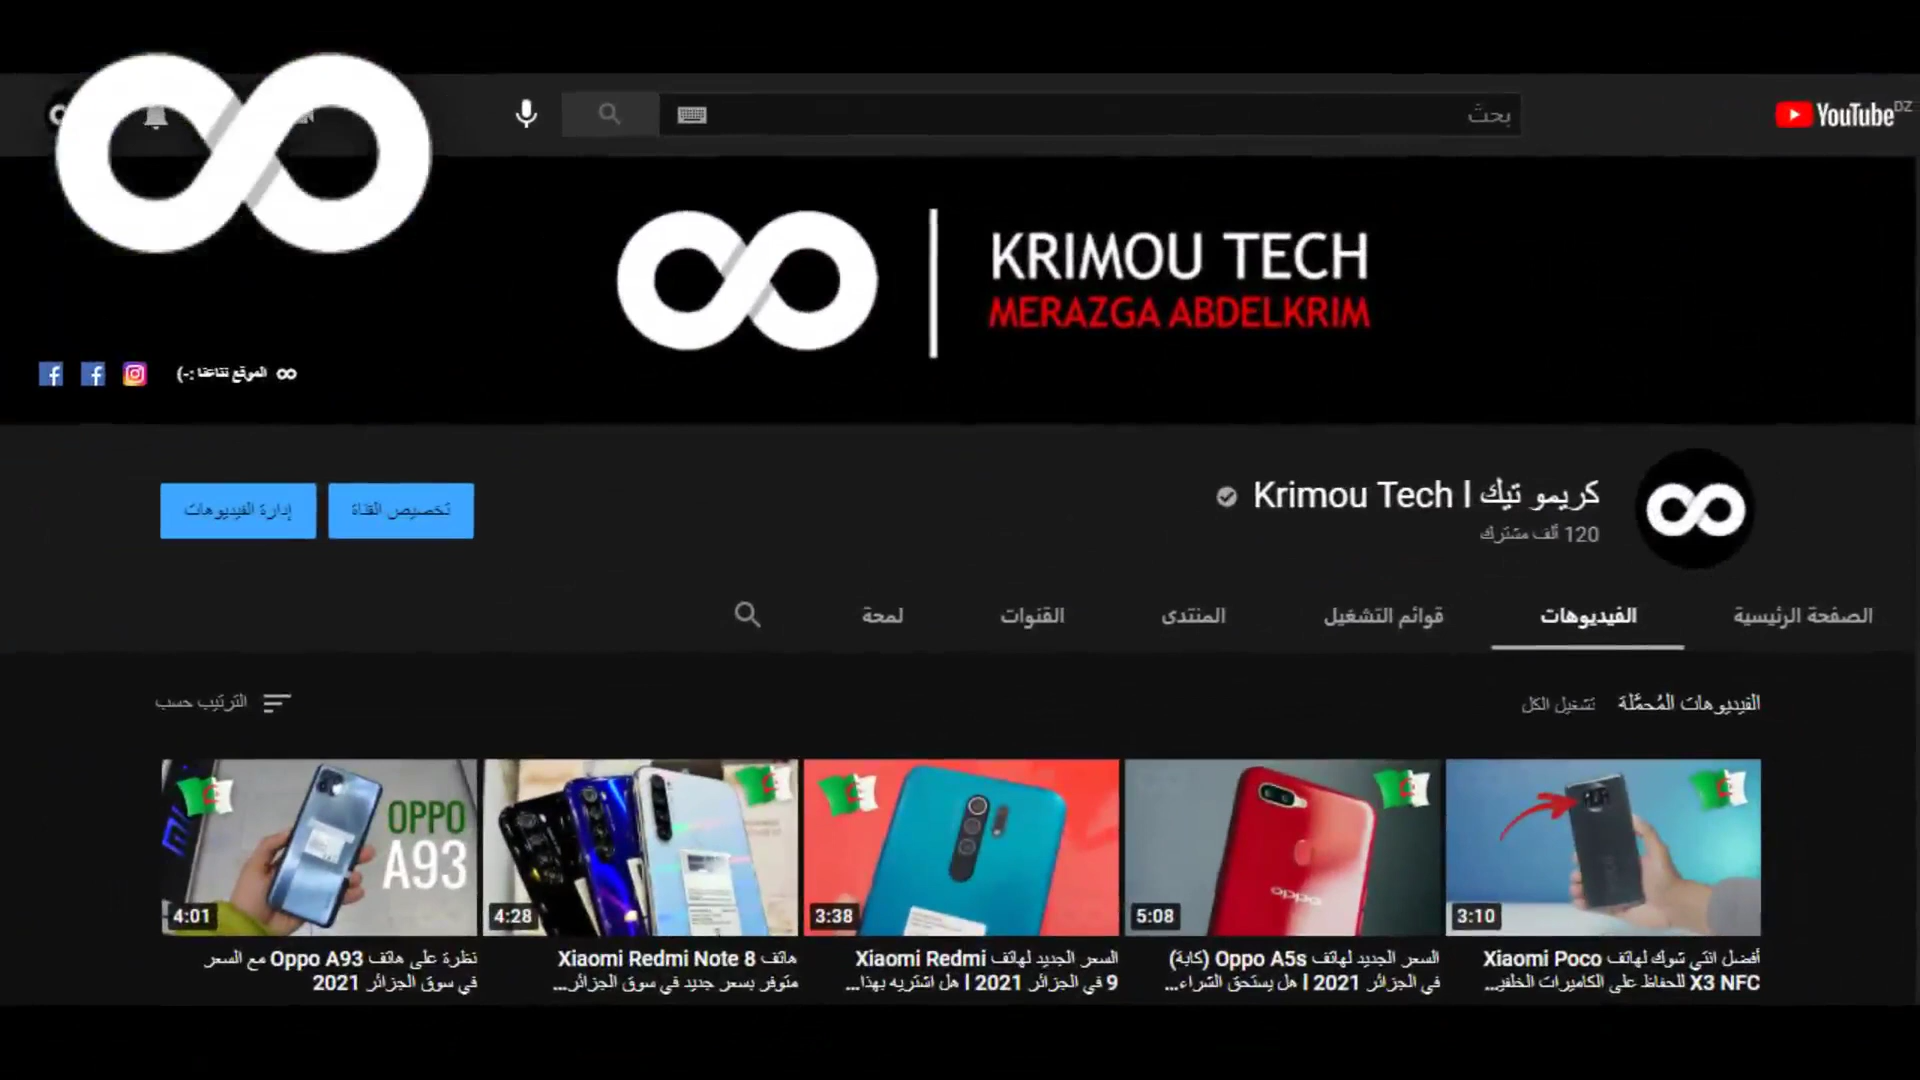 YouTube DZ
بحث
KRIMOU TECH
MERAZGA ABDELKRIM
الموقع نتاعنا :-)
كريمو تيك | Krimou Tech
120 ألف مشترك
تخصيص القناة
إدارة الفيديوهات
الصفحة الرئيسية
الفيديوهات
قوائم التشغيل
المنتدى
القنوات
لمحة
الفيديوهات المُحمَّلة
تشغيل الكل
الترتيب حسب
3:10
أفضل انتي شوك لهاتف Xiaomi Poco
X3 NFC للحفاظ على الكاميرات الخلفي...
oppo
5:08
السعر الجديد لهاتف Oppo A5s (كابة)
في الجزائر 2021 | هل يستحق الشراء...
3:38
السعر الجديد لهاتف Xiaomi Redmi
9 في الجزائر 2021 | هل اشتريه بهذا...
4:28
هاتف Xiaomi Redmi Note 8
متوفر بسعر جديد في سوق الجزائر...
OPPO
A93
4:01
نظرة على هاتف Oppo A93 مع السعر
في سوق الجزائر 2021